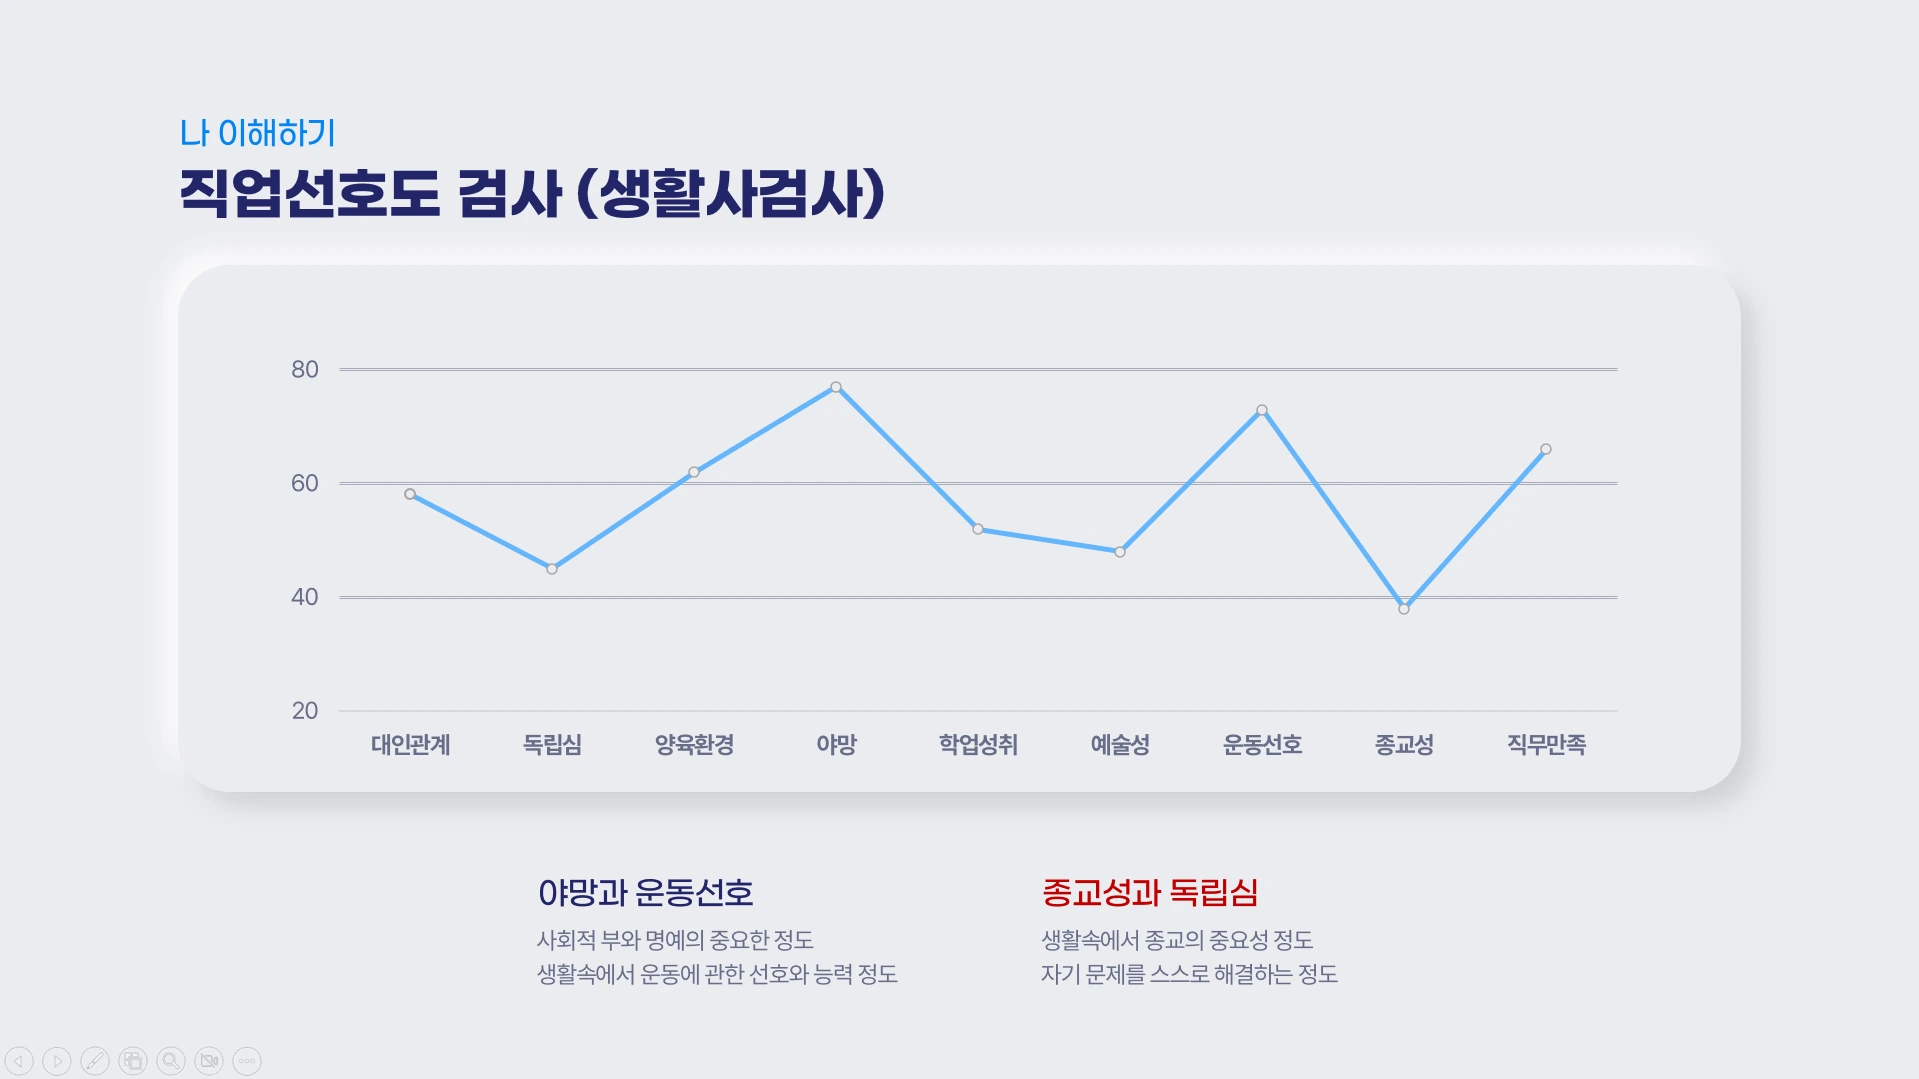 나 이해하기
직업선호도 검사 (생활사검사)
80
60
40
20
대인관계 독립심 양육환경 야망 학업성취 예술성 운동선호 종교성 직무만족
야망과 운동선호
사회적 부와 명예의 중요한 정도
생활속에서 운동에 관한 선호와 능력 정도
종교성과 독립심
생활속에서 종교의 중요성 정도
자기 문제를 스스로 해결하는 정도